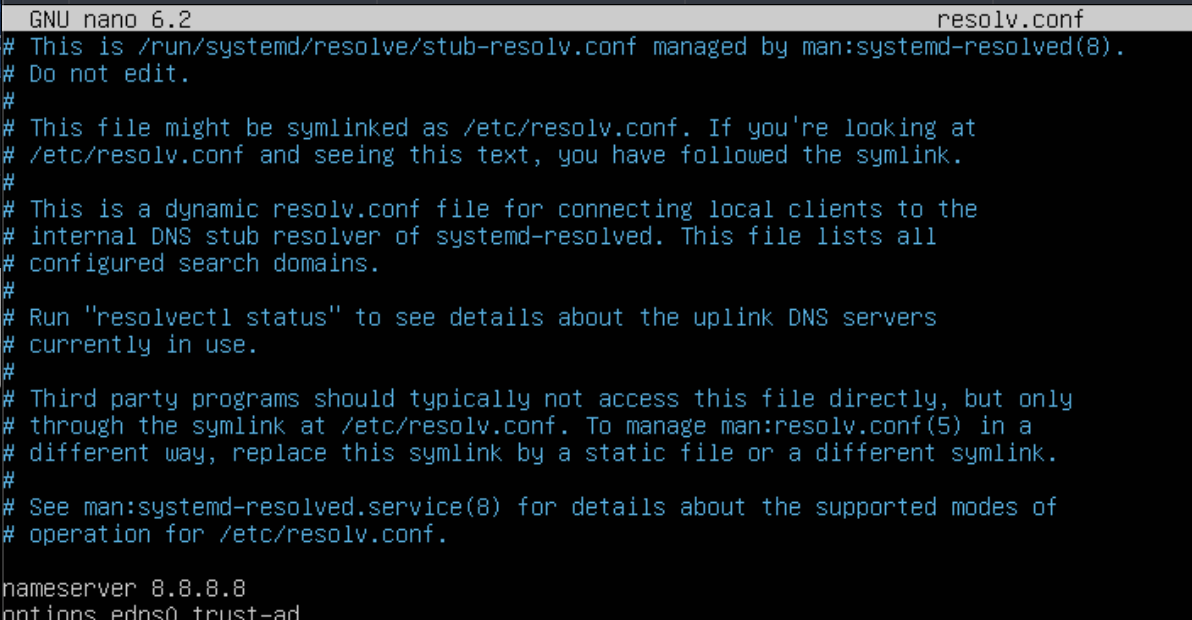 GNU nano 6.2 resolv.conf
# This is /run/systemd/resolve/stub-resolv.conf managed by man:systemd-resolved(8).
# Do not edit.
#
# This file might be symlinked as /etc/resolv.conf. If you're looking at
# /etc/resolv.conf and seeing this text, you have followed the symlink.
#
# This is a dynamic resolv.conf file for connecting local clients to the
# internal DNS stub resolver of systemd-resolved. This file lists all
# configured search domains.
#
# Run "resolvectl status" to see details about the uplink DNS servers
# currently in use.
#
# Third party programs should typically not access this file directly, but only
# through the symlink at /etc/resolv.conf. To manage man:resolv.conf(5) in a
# different way, replace this symlink by a static file or a different symlink.
#
# See man:systemd-resolved.service(8) for details about the supported modes of
# operation for /etc/resolv.conf.
nameserver 8.8.8.8
options edns0 trust-ad